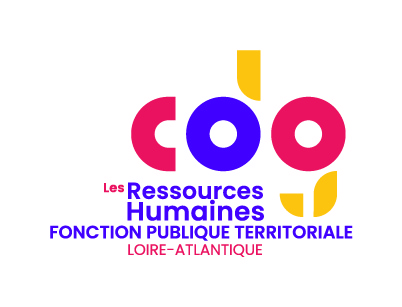 cdg
Les Ressources
Humaines
FONCTION PUBLIQUE TERRITORIALE
LOIRE-ATLANTIQUE